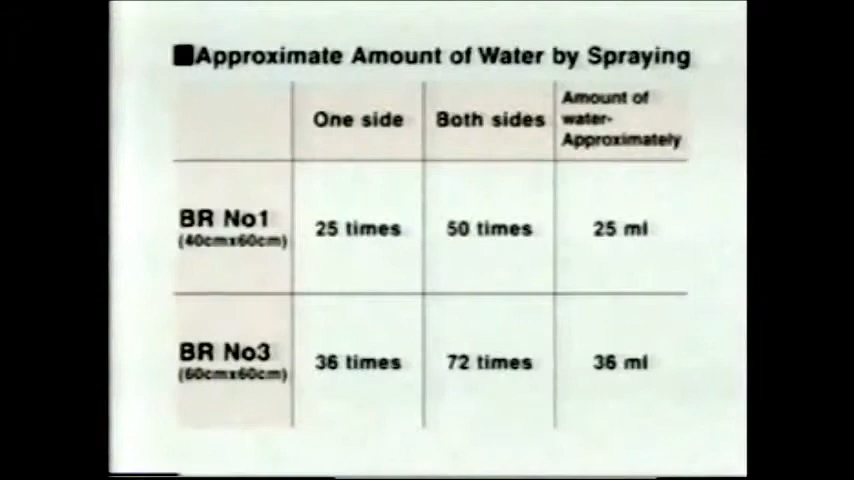 ■Approximate Amount of Water by Spraying
One side
Both sides
Amount of
water-
Approximately
BR No1
(40cmx60cm)
25 times
50 times
25 ml
BR No3
(60cmx60cm)
36 times
72 times
36 ml